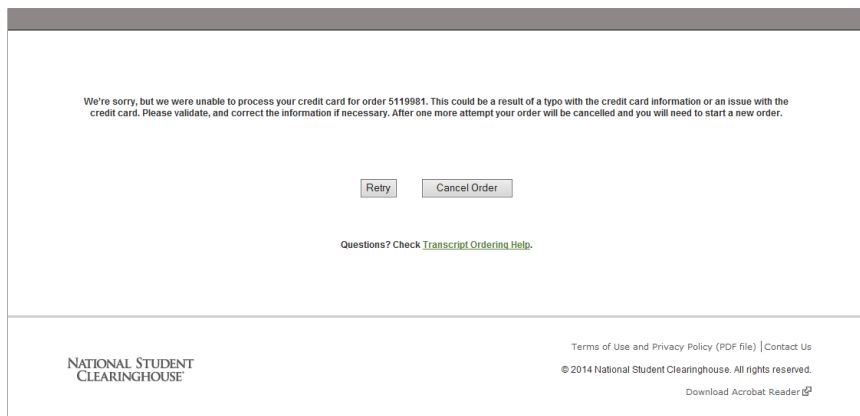 We're sorry, but we were unable to process your credit card for order 5119981. This could be a result of a typo with the credit card information or an issue with the
credit card. Please validate, and correct the information if necessary. After one more attempt your order will be cancelled and you will need to start a new order.
Retry
Cancel Order
Questions? Check Transcript Ordering Help.
Terms of Use and Privacy Policy (PDF file) | Contact Us
NATIONAL STUDENT
CLEARINGHOUSE®
© 2014 National Student Clearinghouse. All rights reserved.
Download Acrobat Reader